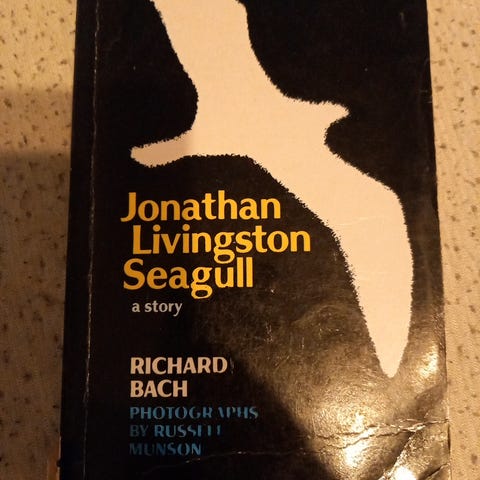 Jonathan
Livingston
Seagull
a story
RICHARD
BACH
PHOTOGRAPHS
BY RUSSELL
MUNSON